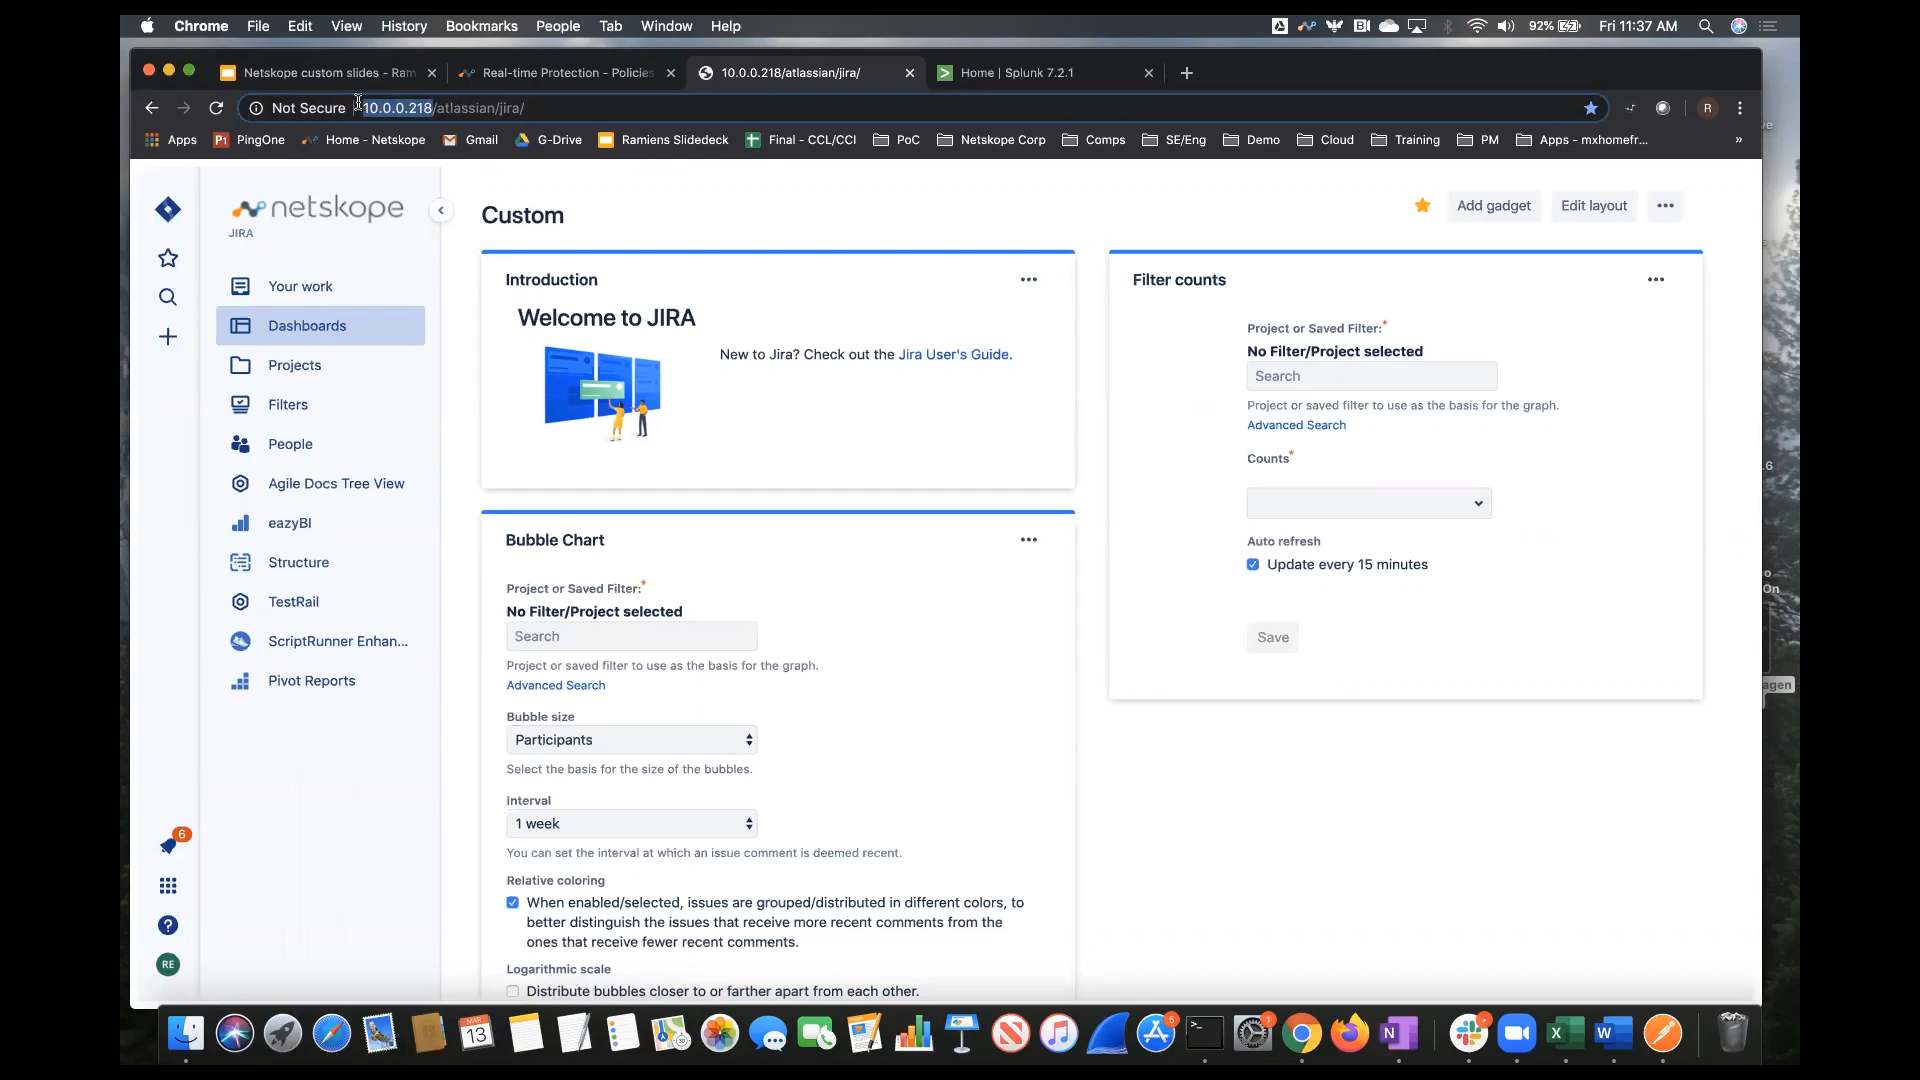 Chrome File Edit View History Bookmarks People Tab Window Help
92% Fri 11:37 AM
Netskope custom slides - Ram
Real-time Protection - Policies
10.0.0.218/atlassian/jira/
Home | Splunk 7.2.1
Not Secure 10.0.0.218/atlassian/jira/
R
Apps PingOne Home - Netskope Gmail G-Drive Ramiens Slidedeck Final - CCL/CCI PoC Netskope Corp Comps SE/Eng Demo Cloud Training PM Apps - mxhomefr... »
netskope
JIRA
Your work
Dashboards
Projects
Filters
People
Agile Docs Tree View
eazyBI
Structure
TestRail
ScriptRunner Enhan...
Pivot Reports
6
RE
Custom
Add gadget
Edit layout
Introduction
Welcome to JIRA
New to Jira? Check out the Jira User's Guide.
Filter counts
Project or Saved Filter:*
No Filter/Project selected
Search
Project or saved filter to use as the basis for the graph.
Advanced Search
Counts*
Auto refresh
Update every 15 minutes
Save
Bubble Chart
Project or Saved Filter:*
No Filter/Project selected
Search
Project or saved filter to use as the basis for the graph.
Advanced Search
Bubble size
Participants
Select the basis for the size of the bubbles.
Interval
1 week
You can set the interval at which an issue comment is deemed recent.
Relative coloring
When enabled/selected, issues are grouped/distributed in different colors, to
better distinguish the issues that receive more recent comments from the
ones that receive fewer recent comments.
Logarithmic scale
Distribute bubbles closer to or farther apart from each other.
agen
MAR
13
5
1